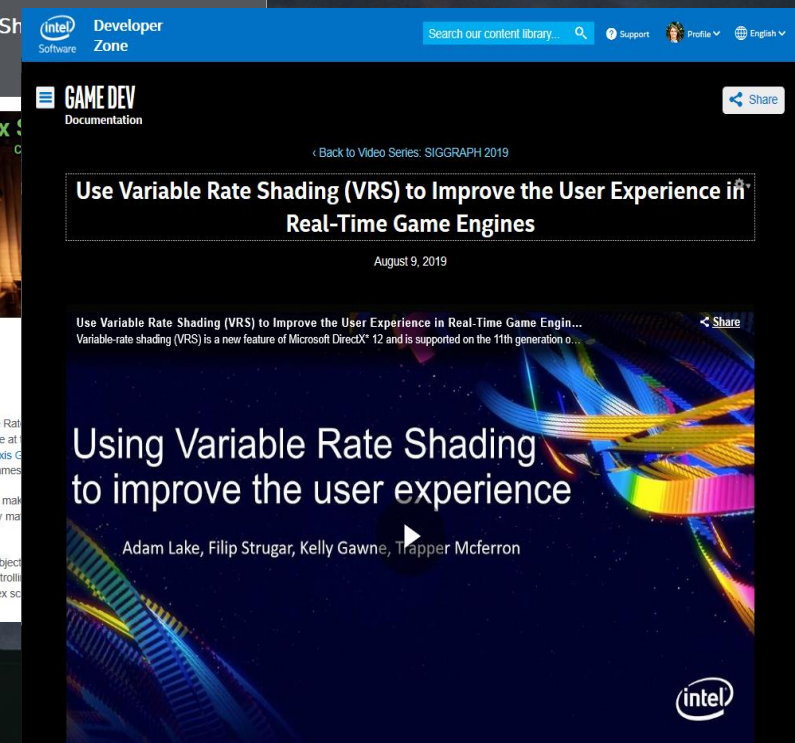 Sh
intel
Software
Developer
Zone
Search our content library...
Support
Profile
English
GAME DEV
Documentation
Share
‹ Back to Video Series: SIGGRAPH 2019
Use Variable Rate Shading (VRS) to Improve the User Experience in
Real-Time Game Engines
August 9, 2019
Use Variable Rate Shading (VRS) to Improve the User Experience in Real-Time Game Engin...
Share
Variable-rate shading (VRS) is a new feature of Microsoft DirectX* 12 and is supported on the 11th generation o...
Using Variable Rate Shading
to improve the user experience
Adam Lake, Filip Strugar, Kelly Gawne, Trapper Mcferron
intel